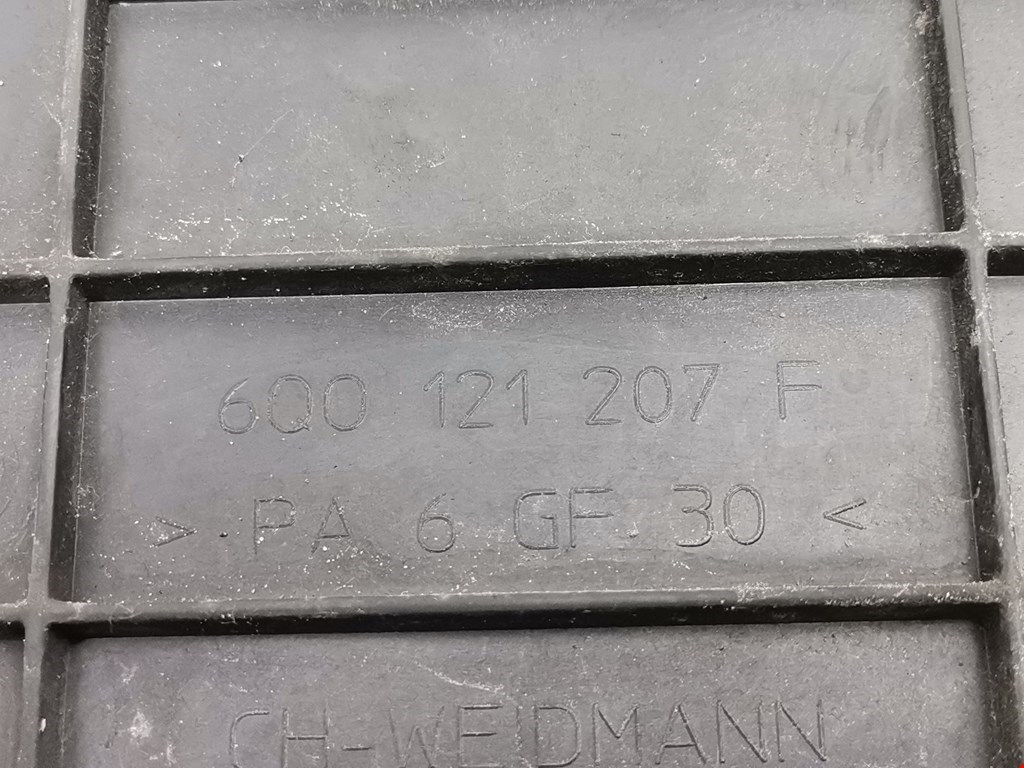 6Q0 121 207 F
> PA 6 GF 30 <
CH-WEIDMANN